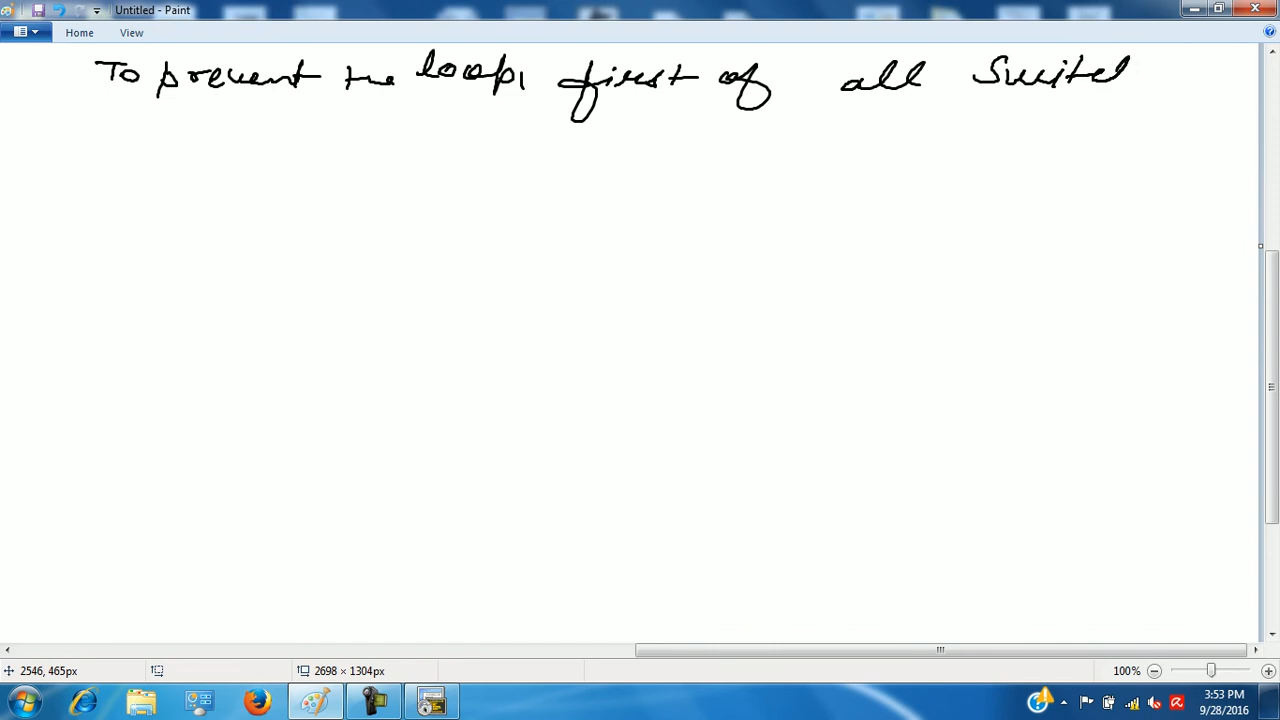 Untitled - Paint
Home View
To prevent the loop, first of all Switch
2546, 465px 2698 × 1304px 100%
3:53 PM
9/28/2016